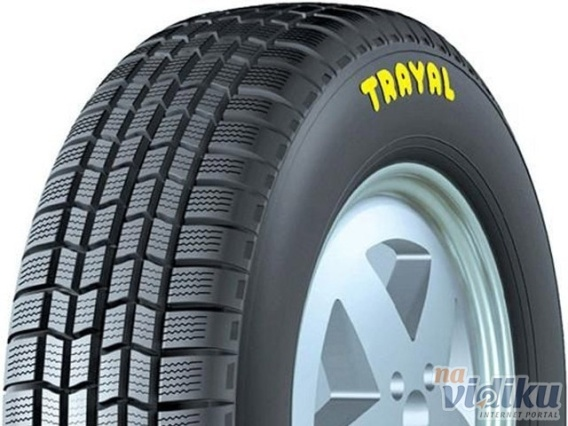 TRAYAL
na
vidiku
INTERNET PORTAL